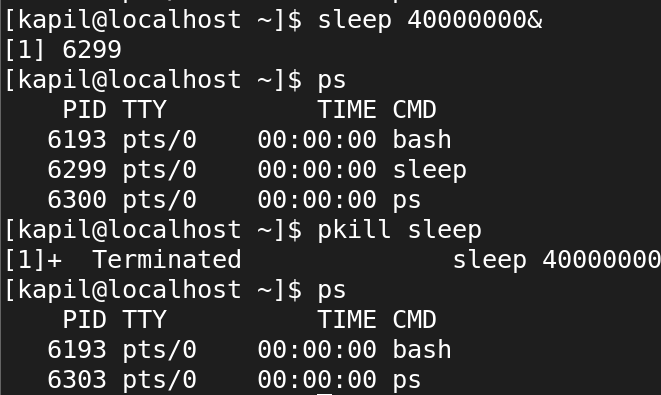 [kapil@localhost ~]$ sleep 40000000&
[1] 6299
[kapil@localhost ~]$ ps
    PID TTY          TIME CMD
   6193 pts/0    00:00:00 bash
   6299 pts/0    00:00:00 sleep
   6300 pts/0    00:00:00 ps
[kapil@localhost ~]$ pkill sleep
[1]+  Terminated              sleep 40000000
[kapil@localhost ~]$ ps
    PID TTY          TIME CMD
   6193 pts/0    00:00:00 bash
   6303 pts/0    00:00:00 ps